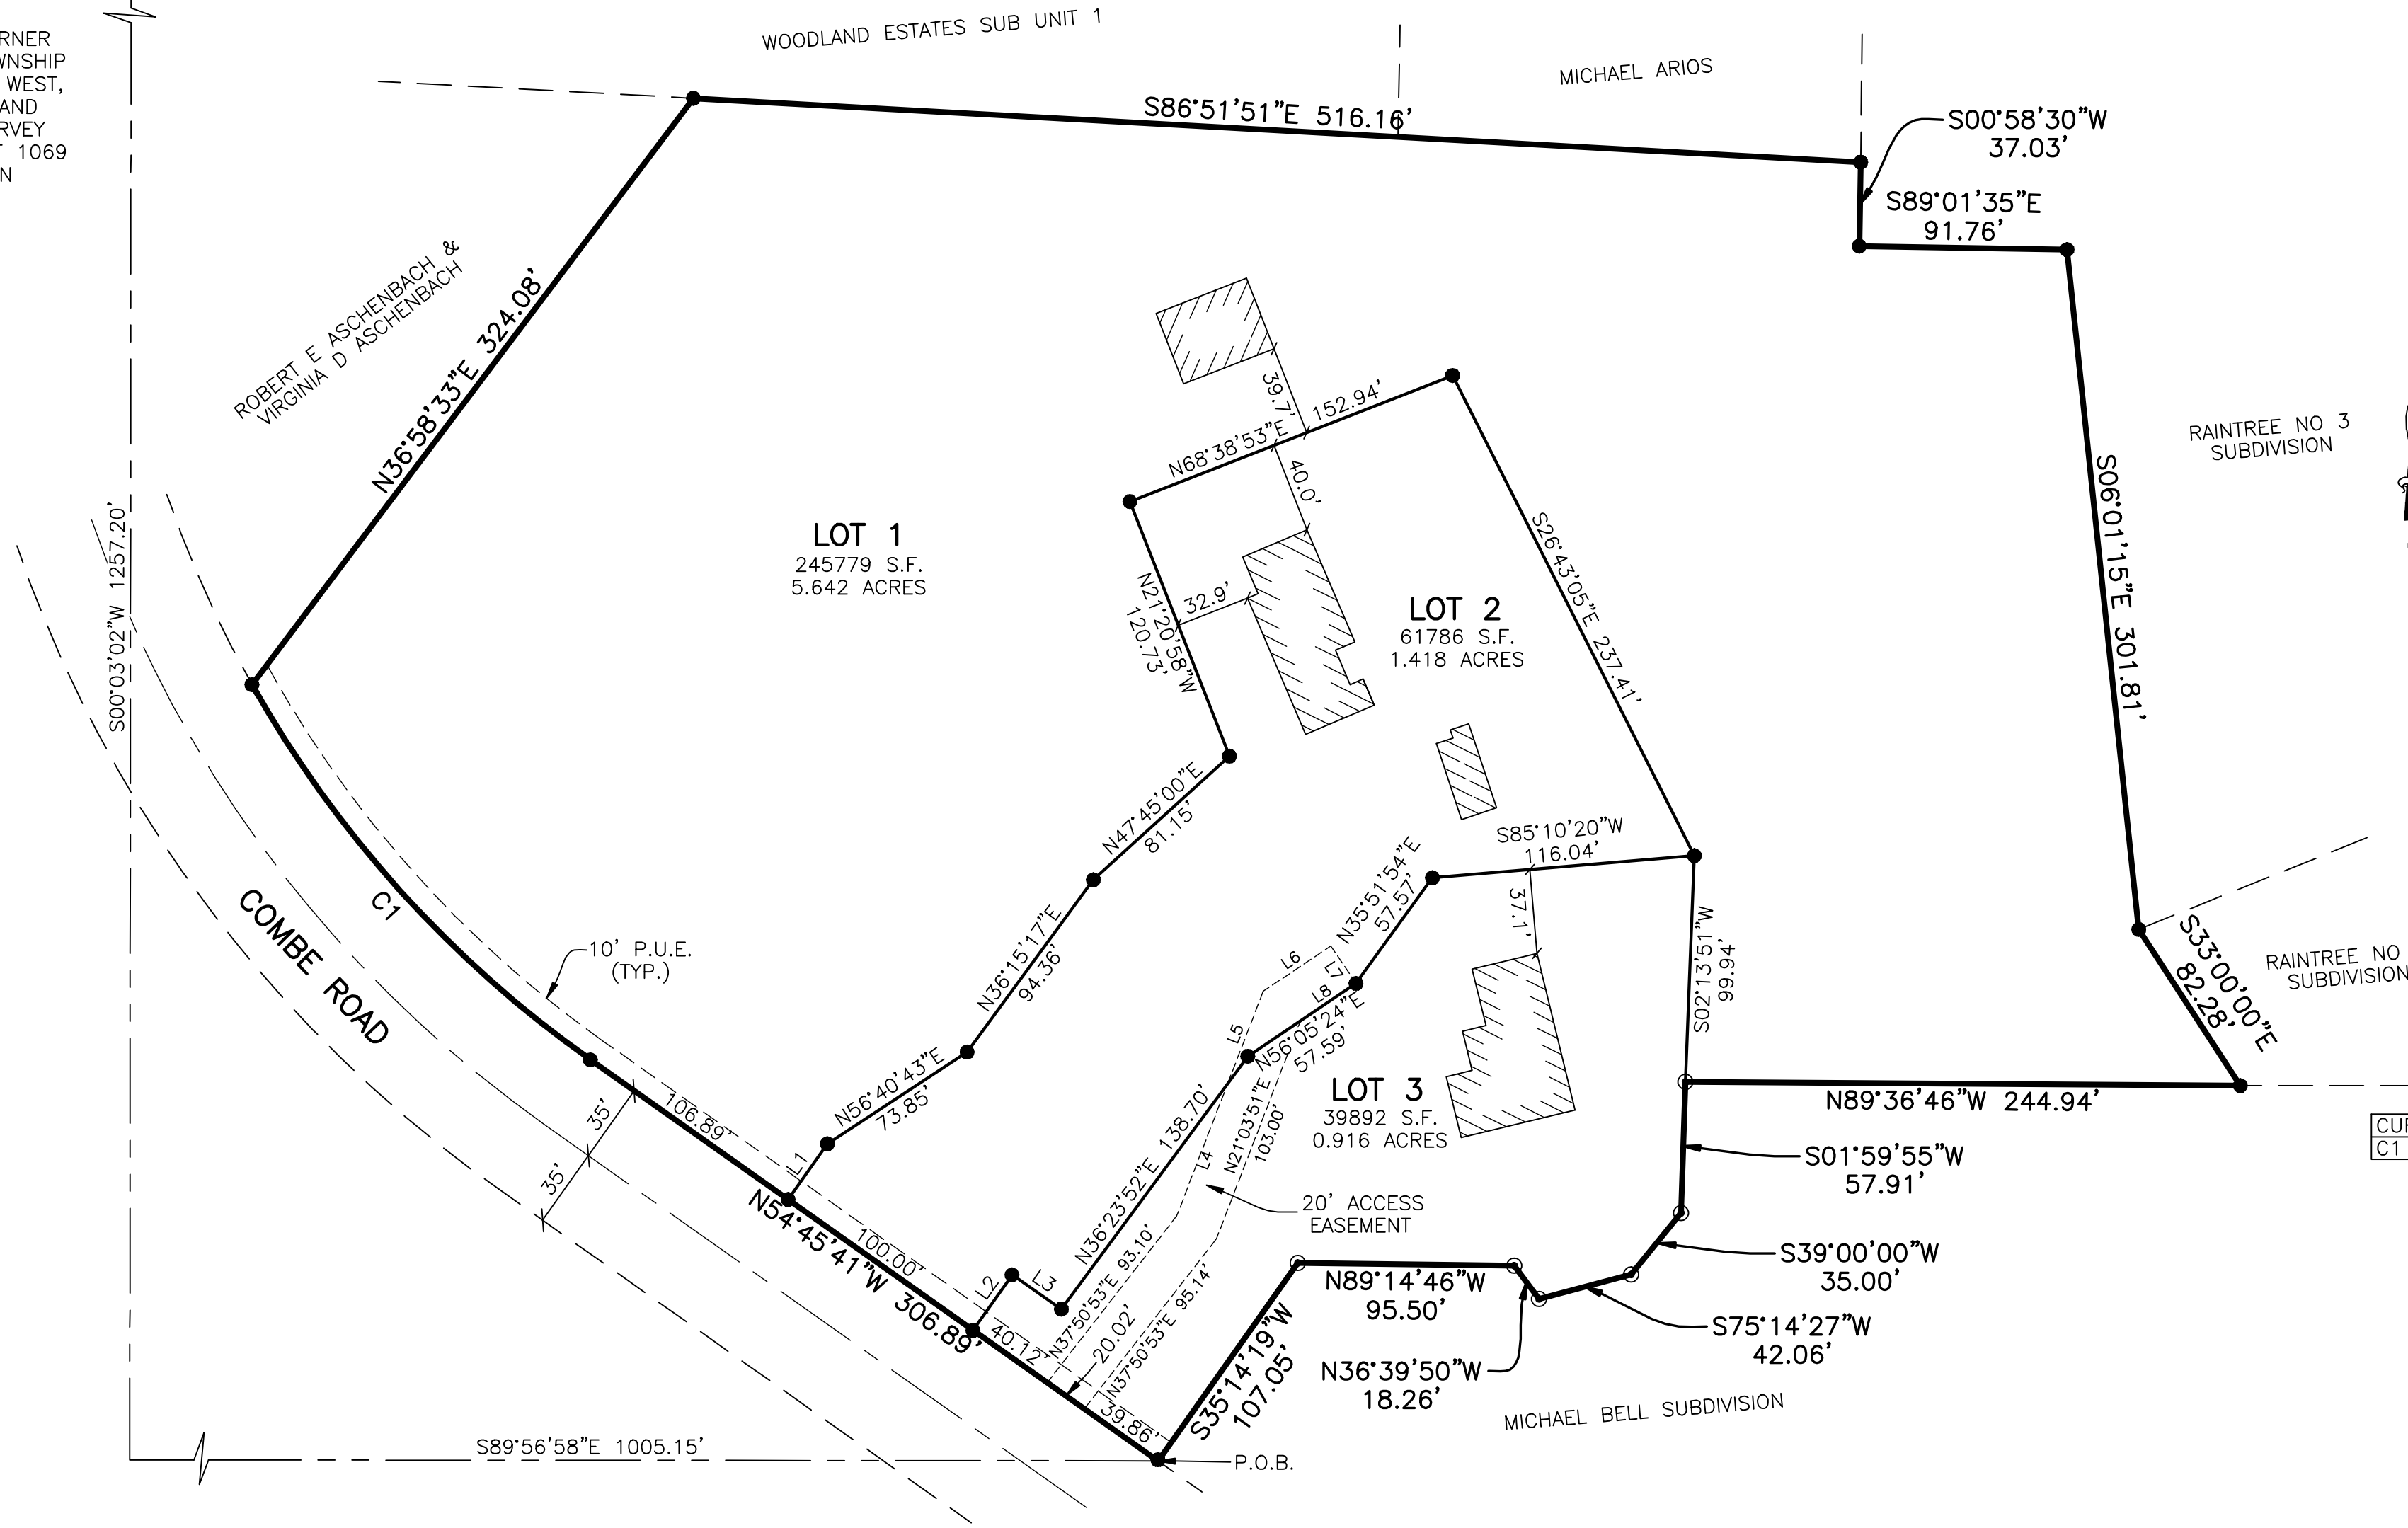 RNER
WNSHIP
WEST,
AND
RVEY
1069
N
WOODLAND ESTATES SUB UNIT 1
MICHAEL ARIOS
S86°51'51"E 516.16'
S00°58'30"W
37.03'
S89°01'35"E
91.76'
ROBERT E ASCHENBACH &
VIRGINIA D ASCHENBACH
N36°58'33"E 324.08'
39.7'
N68°38'53"E
152.94'
40.0'
RAINTREE NO 3
SUBDIVISION
S06°01'15"E 301.81'
S00°03'02"W 1257.20'
LOT 1
245779 S.F.
5.642 ACRES
N21°20'58"W
120.73'
32.9'
S26°43'05"E 237.41'
LOT 2
61786 S.F.
1.418 ACRES
N47°45'00"E
81.15'
S85°10'20"W
116.04'
N35°51'54"E
57.57'
37.1'
C1
COMBE ROAD
10' P.U.E.
(TYP.)
N36°15'17"E
94.36'
L6
L7
L8
L5
S02°13'51"W
99.94'
S33°00'00"E
82.28'
RAINTREE NO
SUBDIVISION
N56°05'24"E
57.59'
N56°40'43"E
73.85'
LOT 3
39892 S.F.
0.916 ACRES
N89°36'46"W 244.94'
106.89'
35'
35'
L1
N36°23'52"E 138.70'
L4
N21°03'51"E
103.00'
CUR
C1
S01°59'55"W
57.91'
20' ACCESS
EASEMENT
N54°45'41"W 306.89'
100.00'
L2
L3
N37°50'53"E 93.10'
N37°50'53"E 95.14'
S39°00'00"W
35.00'
N89°14'46"W
95.50'
S75°14'27"W
42.06'
40.12'
20.02'
39.86'
S35°14'19"W
107.05'
N36°39'50"W
18.26'
MICHAEL BELL SUBDIVISION
S89°56'58"E 1005.15'
P.O.B.